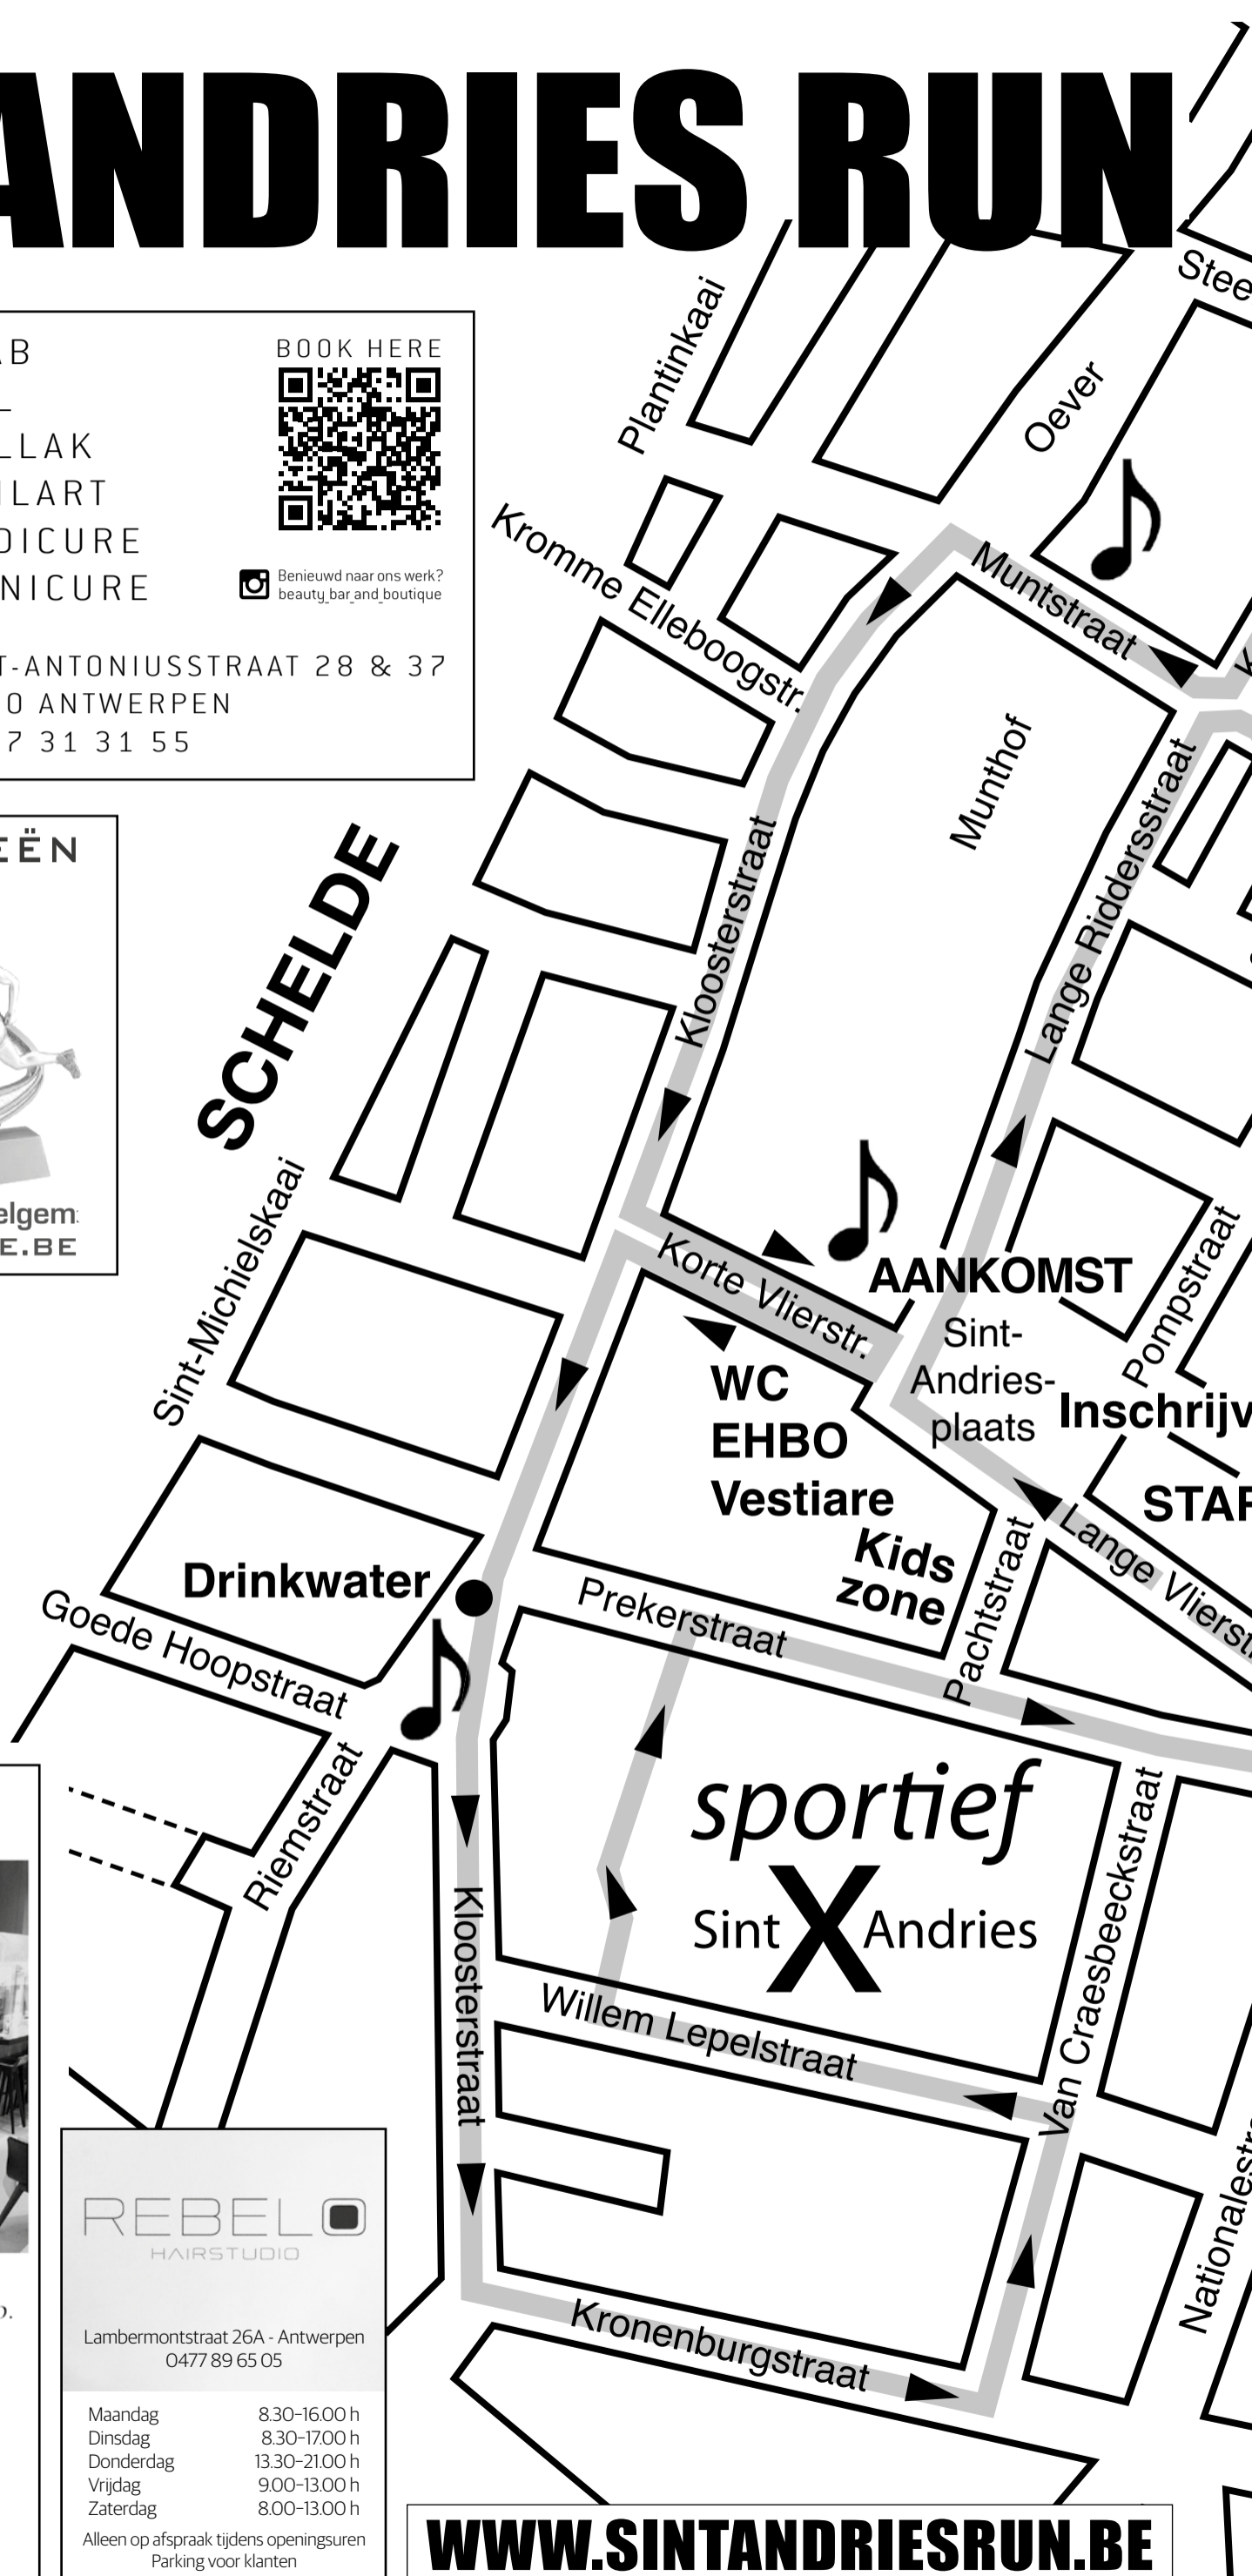 ANDRIES RUN
Stee
Plantinkaai
Oever
BOOK HERE
LLAK
ILART
DICURE
NICURE
Benieuwd naar ons werk?
beauty_bar_and_boutique
T-ANTONIUSSTRAAT 28 & 37
0 ANTWERPEN
7 31 31 55
Kromme Elleboogstr.
Muntstraat
Munthof
Kloosterstraat
Lange Riddersstraat
EËN
SCHELDE
elgem
E.BE
Sint-Michielskaai
Korte Vlierstr.
AANKOMST
Sint-
Andries-
plaats
Pompstraat
Inschrijv
STAR
WC
EHBO
Vestiare
Kids
zone
Drinkwater
Goede Hoopstraat
Prekerstraat
Pachtstraat
Lange Vlierst
Riemstraat
sportief
Sint X Andries
Kloosterstraat
Willem Lepelstraat
Van Craesbeeckstraat
Nationalestr
Kronenburgstraat
REBELO
HAIRSTUDIO
Lambermontstraat 26A - Antwerpen
0477 89 65 05
Maandag 8.30-16.00 h
Dinsdag 8.30-17.00 h
Donderdag 13.30-21.00 h
Vrijdag 9.00-13.00 h
Zaterdag 8.00-13.00 h
Alleen op afspraak tijdens openingsuren
Parking voor klanten
WWW.SINTANDRIESRUN.BE